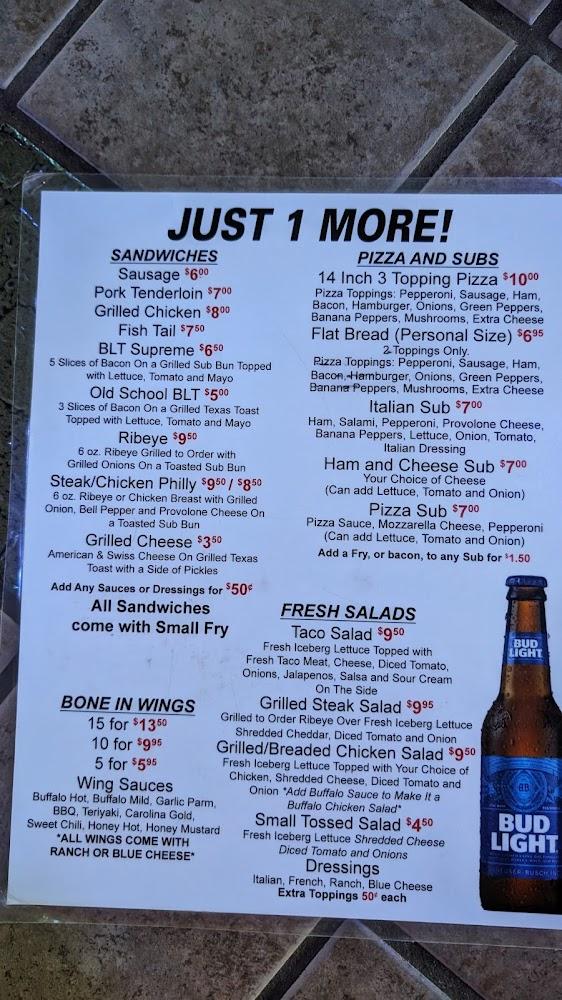 JUST 1 MORE!
SANDWICHES
Sausage $6.00
Pork Tenderloin $7.00
Grilled Chicken $8.00
Fish Tail $7.50
BLT Supreme $6.50
5 Slices of Bacon On a Grilled Sub Bun Topped
with Lettuce, Tomato and Mayo
Old School BLT $5.00
3 Slices of Bacon On a Grilled Texas Toast
Topped with Lettuce, Tomato and Mayo
Ribeye $9.50
6 oz. Ribeye Grilled to Order with
Grilled Onions On a Toasted Sub Bun
Steak/Chicken Philly $9.50 / $8.50
6 oz. Ribeye or Chicken Breast with Grilled
Onion, Bell Pepper and Provolone Cheese On
a Toasted Sub Bun
Grilled Cheese $3.50
American & Swiss Cheese On Grilled Texas
Toast with a Side of Pickles
Add Any Sauces or Dressings for $50¢
All Sandwiches
come with Small Fry
BONE IN WINGS
15 for $13.50
10 for $9.95
5 for $5.95
Wing Sauces
Buffalo Hot, Buffalo Mild, Garlic Parm,
BBQ, Teriyaki, Carolina Gold,
Sweet Chili, Honey Hot, Honey Mustard
*ALL WINGS COME WITH
RANCH OR BLUE CHEESE*
PIZZA AND SUBS
14 Inch 3 Topping Pizza $10.00
Pizza Toppings: Pepperoni, Sausage, Ham,
Bacon, Hamburger, Onions, Green Peppers,
Banana Peppers, Mushrooms, Extra Cheese
Flat Bread (Personal Size) $6.95
2 Toppings Only.
Pizza Toppings: Pepperoni, Sausage, Ham,
Bacon, Hamburger, Onions, Green Peppers,
Banana Peppers, Mushrooms, Extra Cheese
Italian Sub $7.00
Ham, Salami, Pepperoni, Provolone Cheese,
Banana Peppers, Lettuce, Onion, Tomato,
Italian Dressing
Ham and Cheese Sub $7.00
Your Choice of Cheese
(Can add Lettuce, Tomato and Onion)
Pizza Sub $7.00
Pizza Sauce, Mozzarella Cheese, Pepperoni
(Can add Lettuce, Tomato and Onion)
Add a Fry, or bacon, to any Sub for $1.50
FRESH SALADS
Taco Salad $9.50
Fresh Iceberg Lettuce Topped with
Fresh Taco Meat, Cheese, Diced Tomato,
Onions, Jalapenos, Salsa and Sour Cream
On The Side
Grilled Steak Salad $9.95
Grilled to Order Ribeye Over Fresh Iceberg Lettuce
Shredded Cheddar, Diced Tomato and Onion
Grilled/Breaded Chicken Salad $9.50
Fresh Iceberg Lettuce Topped with Your Choice of
Chicken, Shredded Cheese, Diced Tomato and
Onion *Add Buffalo Sauce to Make It a
Buffalo Chicken Salad*
Small Tossed Salad $4.50
Fresh Iceberg Lettuce Shredded Cheese
Diced Tomato and Onions
Dressings
Italian, French, Ranch, Blue Cheese
Extra Toppings 50¢ each
BUD
LIGHT
BUD
LIGHT